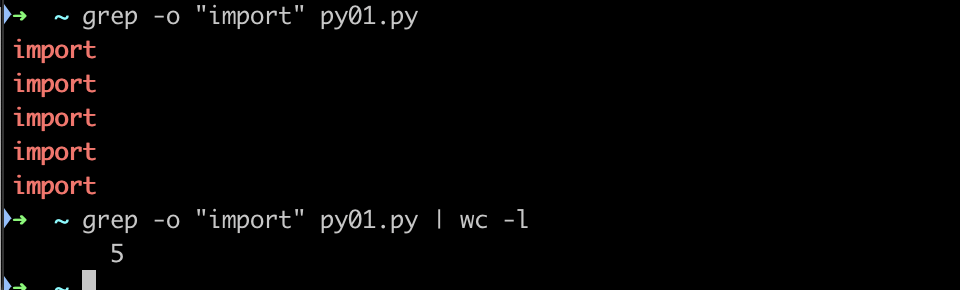 ➜ ~ grep -o "import" py01.py
import
import
import
import
import
➜ ~ grep -o "import" py01.py | wc -l
5
➜ ~